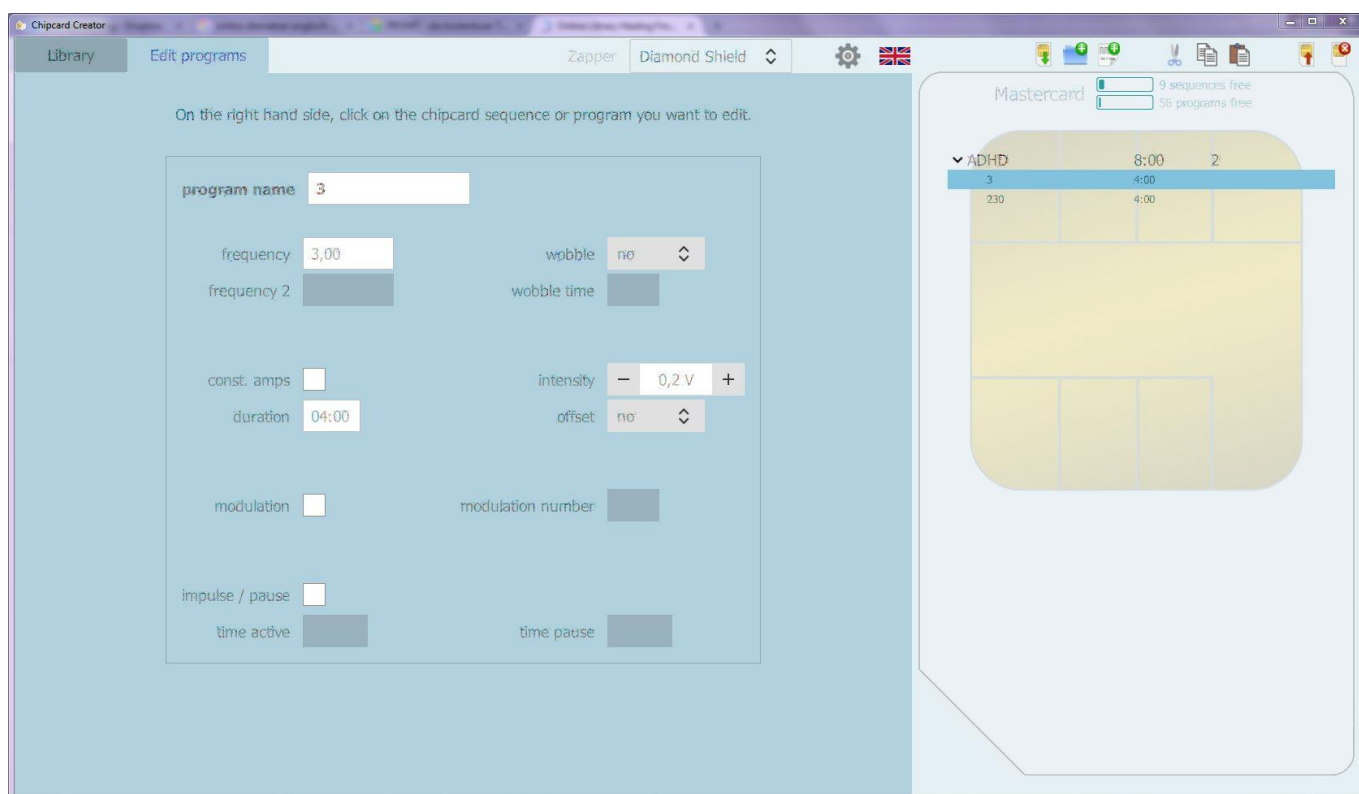 Chipcard Creator
Library
Edit programs
Zapper
Diamond Shield
On the right hand side, click on the chipcard sequence or program you want to edit.
program name 3
frequency 3,00
wobble no
frequency 2
wobble time
const. amps
intensity − 0,2 V +
duration 04:00
offset no
modulation
modulation number
impulse / pause
time active
time pause
Mastercard
9 sequences free
56 programs free
ADHD 8:00 2
3 4:00
230 4:00